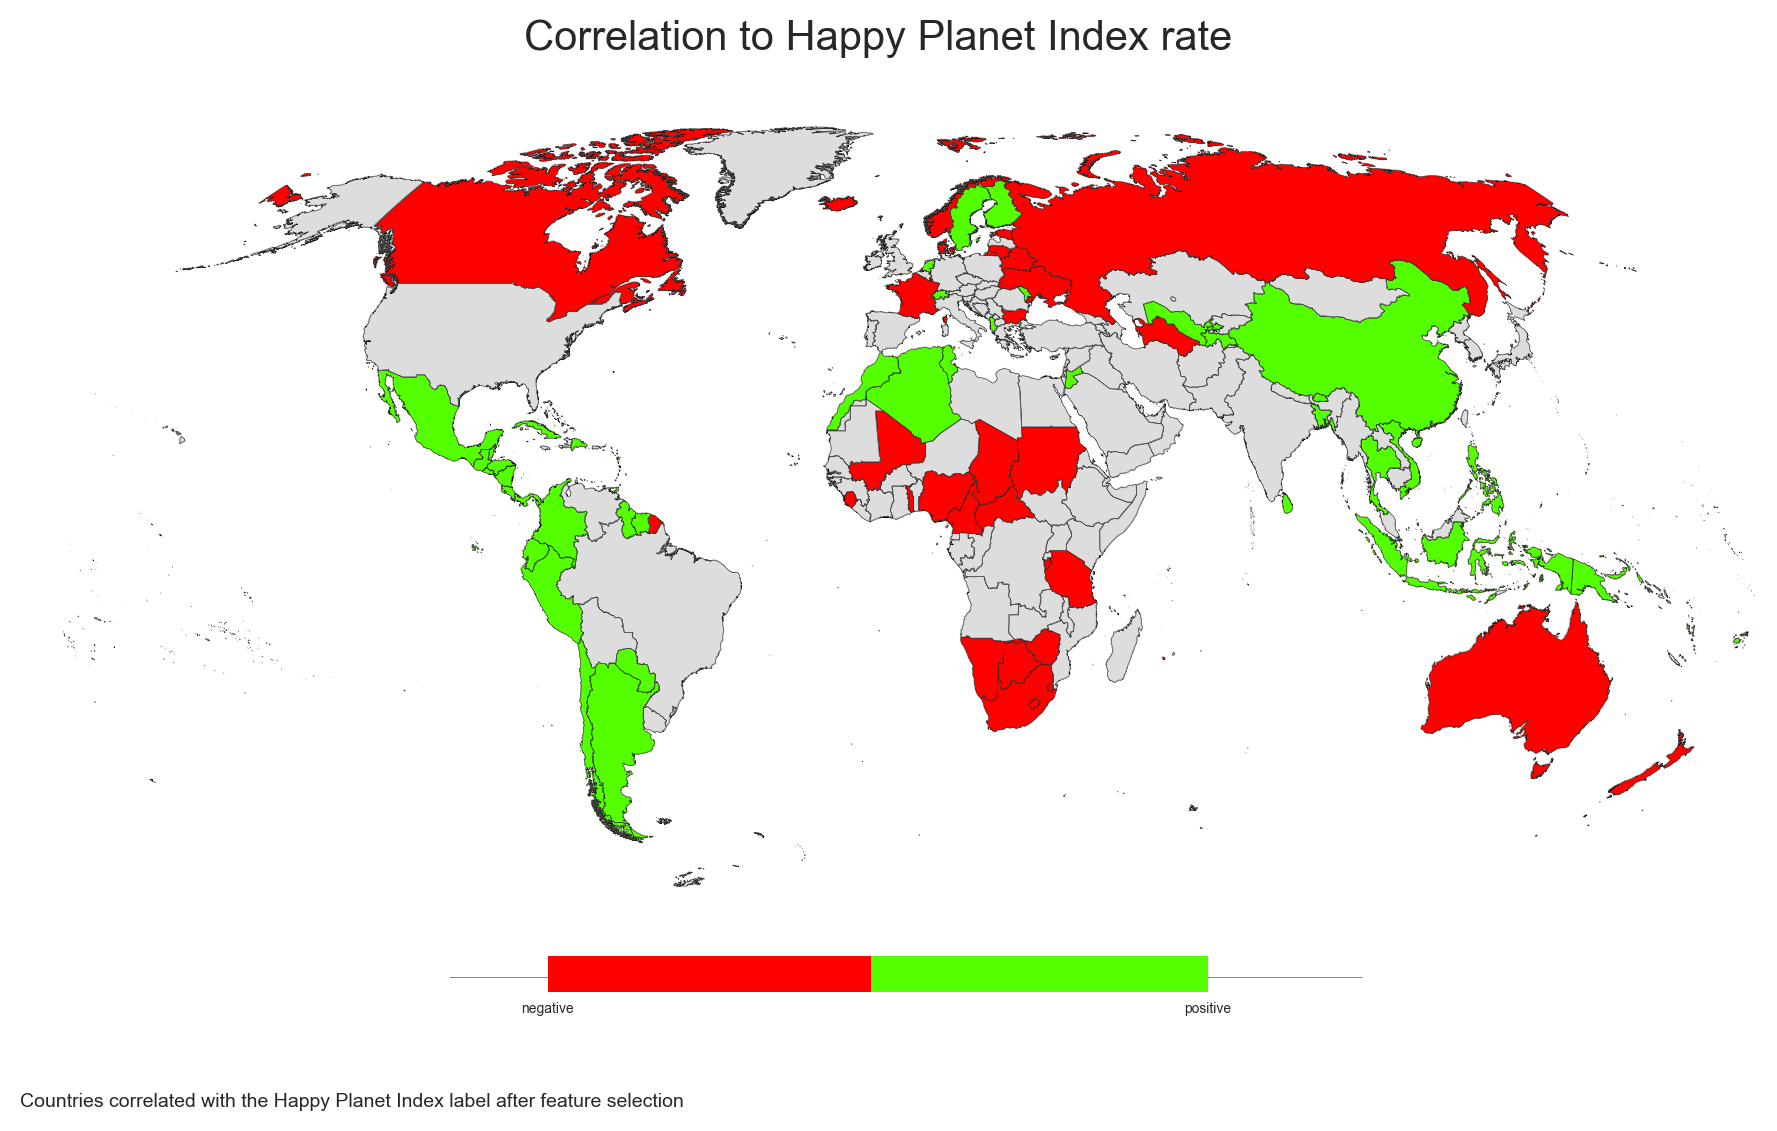 Correlation to Happy Planet Index rate
negative
positive
Countries correlated with the Happy Planet Index label after feature selection